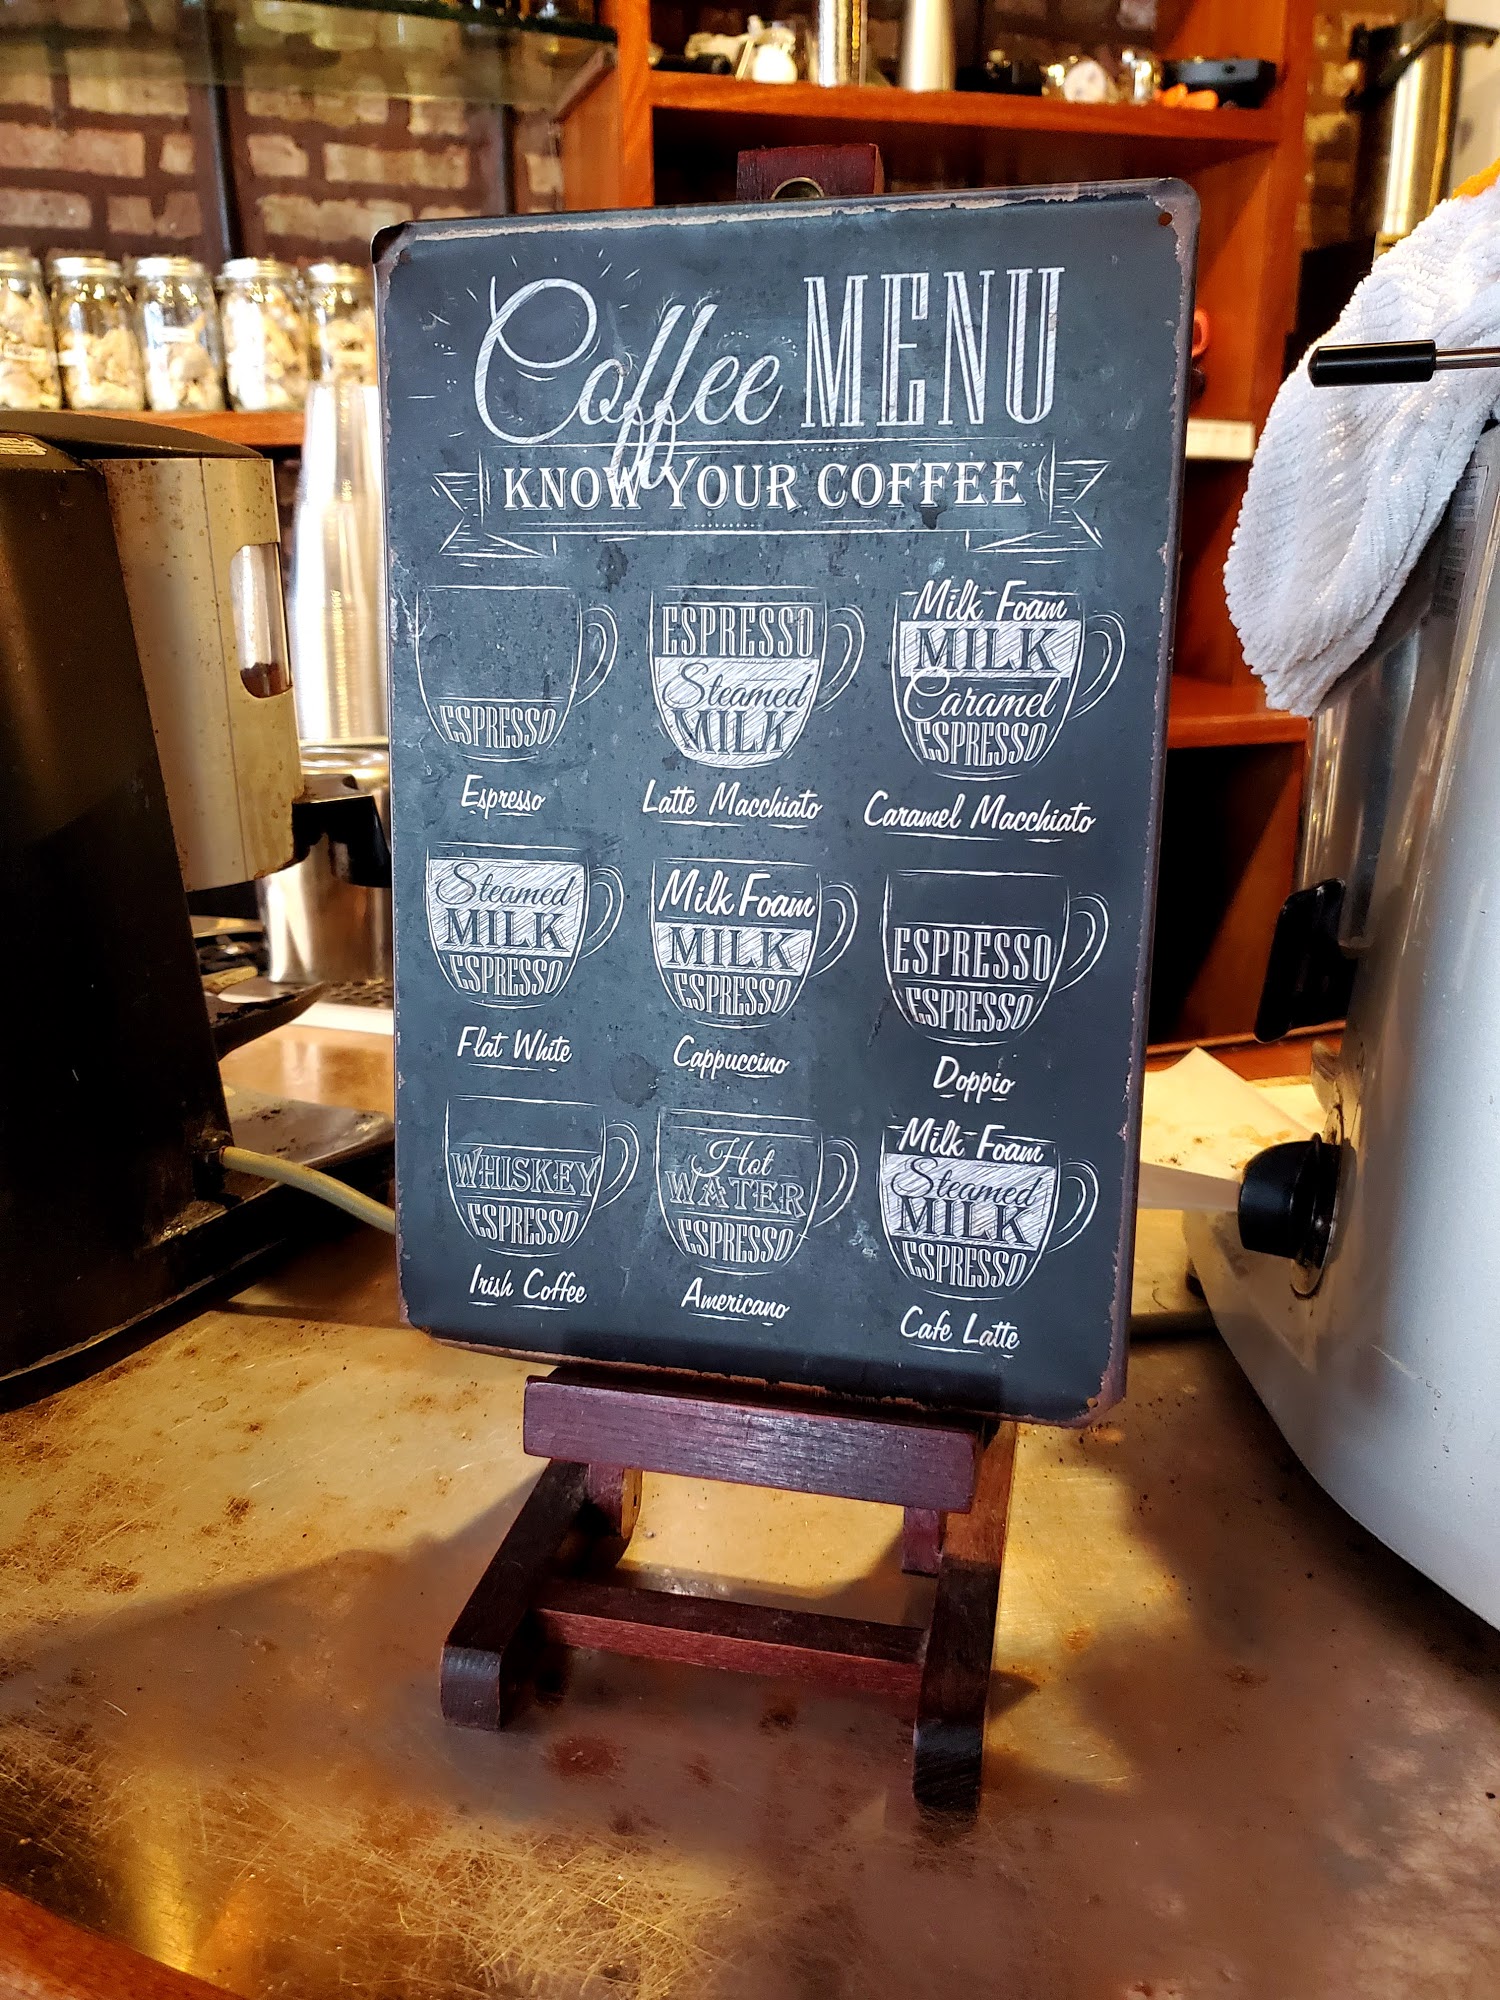 Coffee MENU
KNOW YOUR COFFEE
ESPRESSO
Espresso
ESPRESSO
Steamed
MILK
Latte Macchiato
Milk Foam
MILK
Caramel
ESPRESSO
Caramel Macchiato
Steamed
MILK
ESPRESSO
Flat White
Milk Foam
MILK
ESPRESSO
Cappuccino
ESPRESSO
ESPRESSO
Doppio
WHISKEY
ESPRESSO
Irish Coffee
Hot
WATER
ESPRESSO
Americano
Milk Foam
Steamed
MILK
ESPRESSO
Cafe Latte